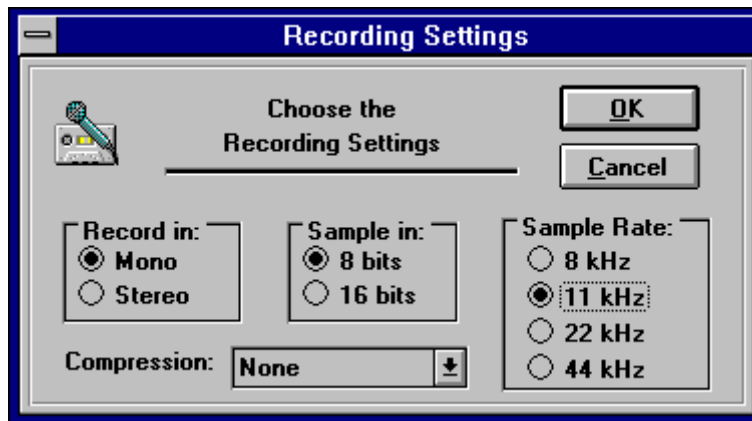 Recording Settings
Choose the
Recording Settings
OK
Cancel
Record in:
Mono
Stereo
Sample in:
8 bits
16 bits
Sample Rate:
8 kHz
11 kHz
22 kHz
44 kHz
Compression:
None